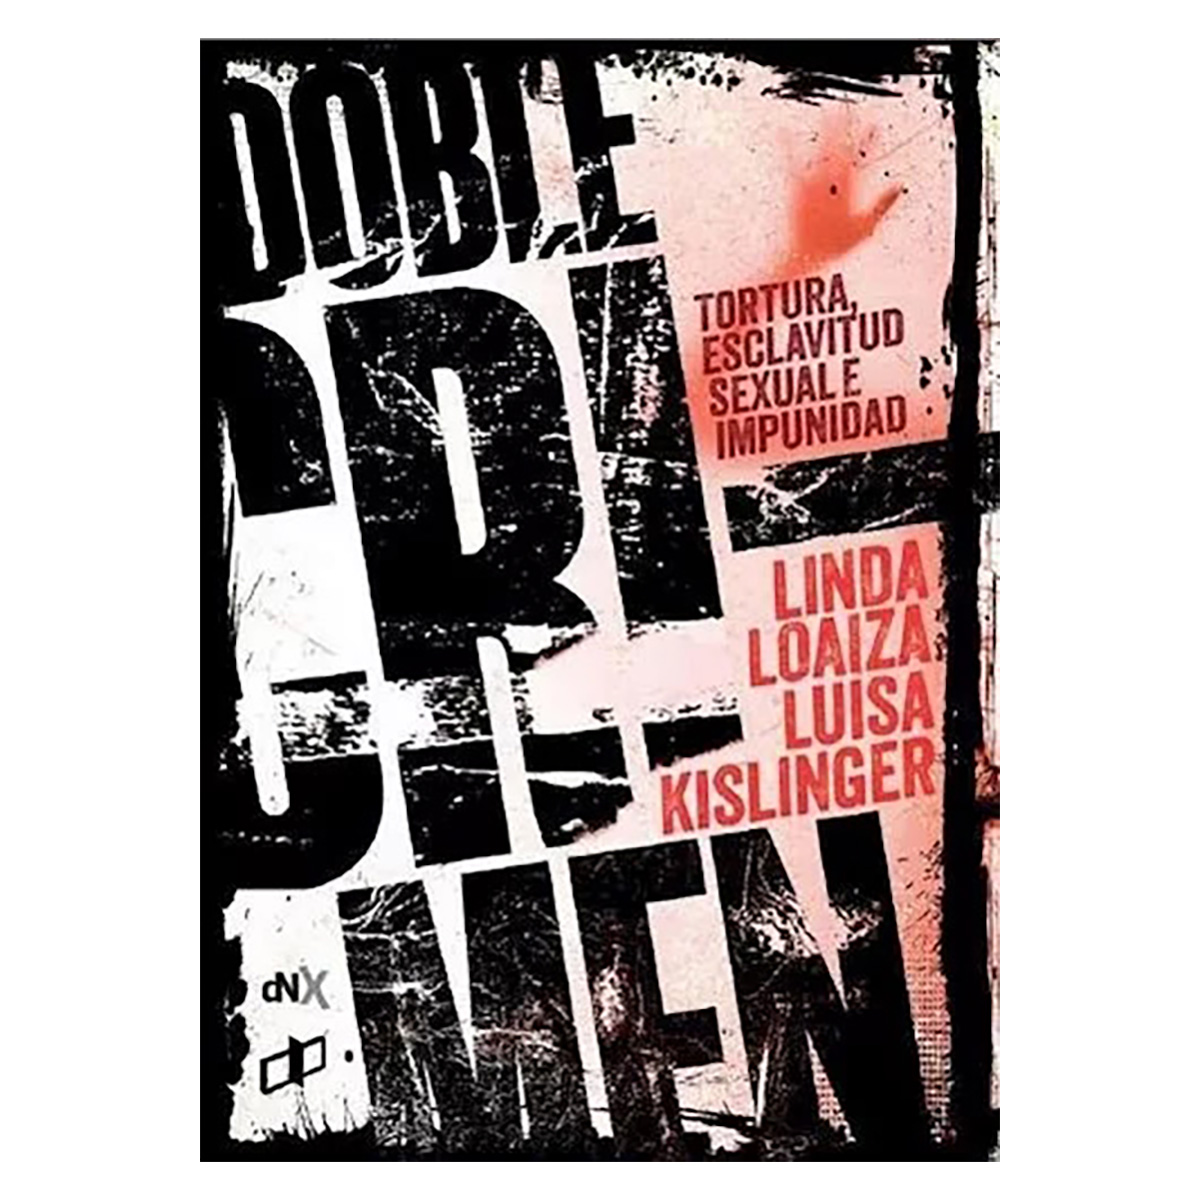 DOBLE
CRI-
MEN
TORTURA,
ESCLAVITUD
SEXUAL E
IMPUNIDAD
LINDA
LOAIZA
LUISA
KISLINGER
dNX